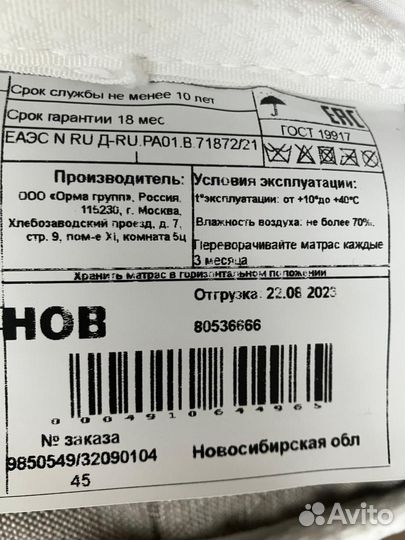 Срок службы не менее 10 лет
Срок гарантии 18 мес
ЕАЭС N RU Д-RU.РА01.В.71872/21
EAC
ГОСТ 19917
Производитель:
ООО «Орма групп», Россия,
115230, г. Москва,
Хлебозаводский проезд, д. 7,
стр. 9, пом-е XI, комната 5ц
Условия эксплуатации:
t°эксплуатации: от +10°до +40°С
Влажность воздуха: не более 70%.
Переворачивайте матрас каждые
3 месяца
Хранить матрас в горизонтальном положении
Отгрузка: 22.08 2023
НОВ
80536666
0004910644965
№ заказа
9850549/32090104
45
Новосибирская обл
Avito